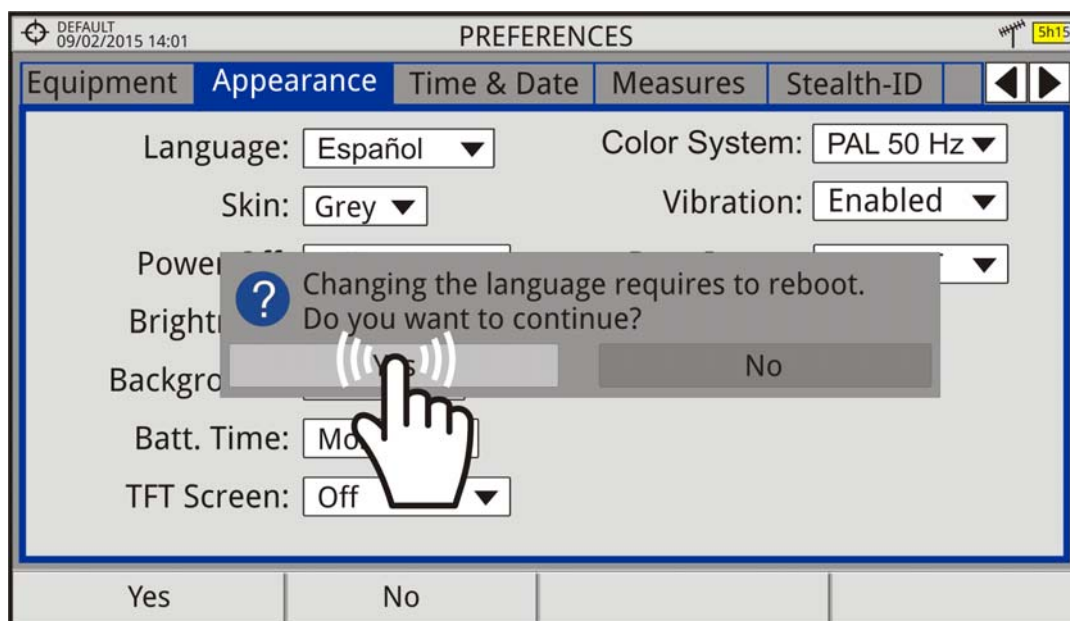 DEFAULT
09/02/2015 14:01
PREFERENCES
5h15
Equipment Appearance Time & Date Measures Stealth-ID
Language: Español
Color System: PAL 50 Hz
Skin: Grey
Vibration: Enabled
Changing the language requires to reboot.
Do you want to continue?
Yes No
Batt. Time:
TFT Screen: Off
Yes No